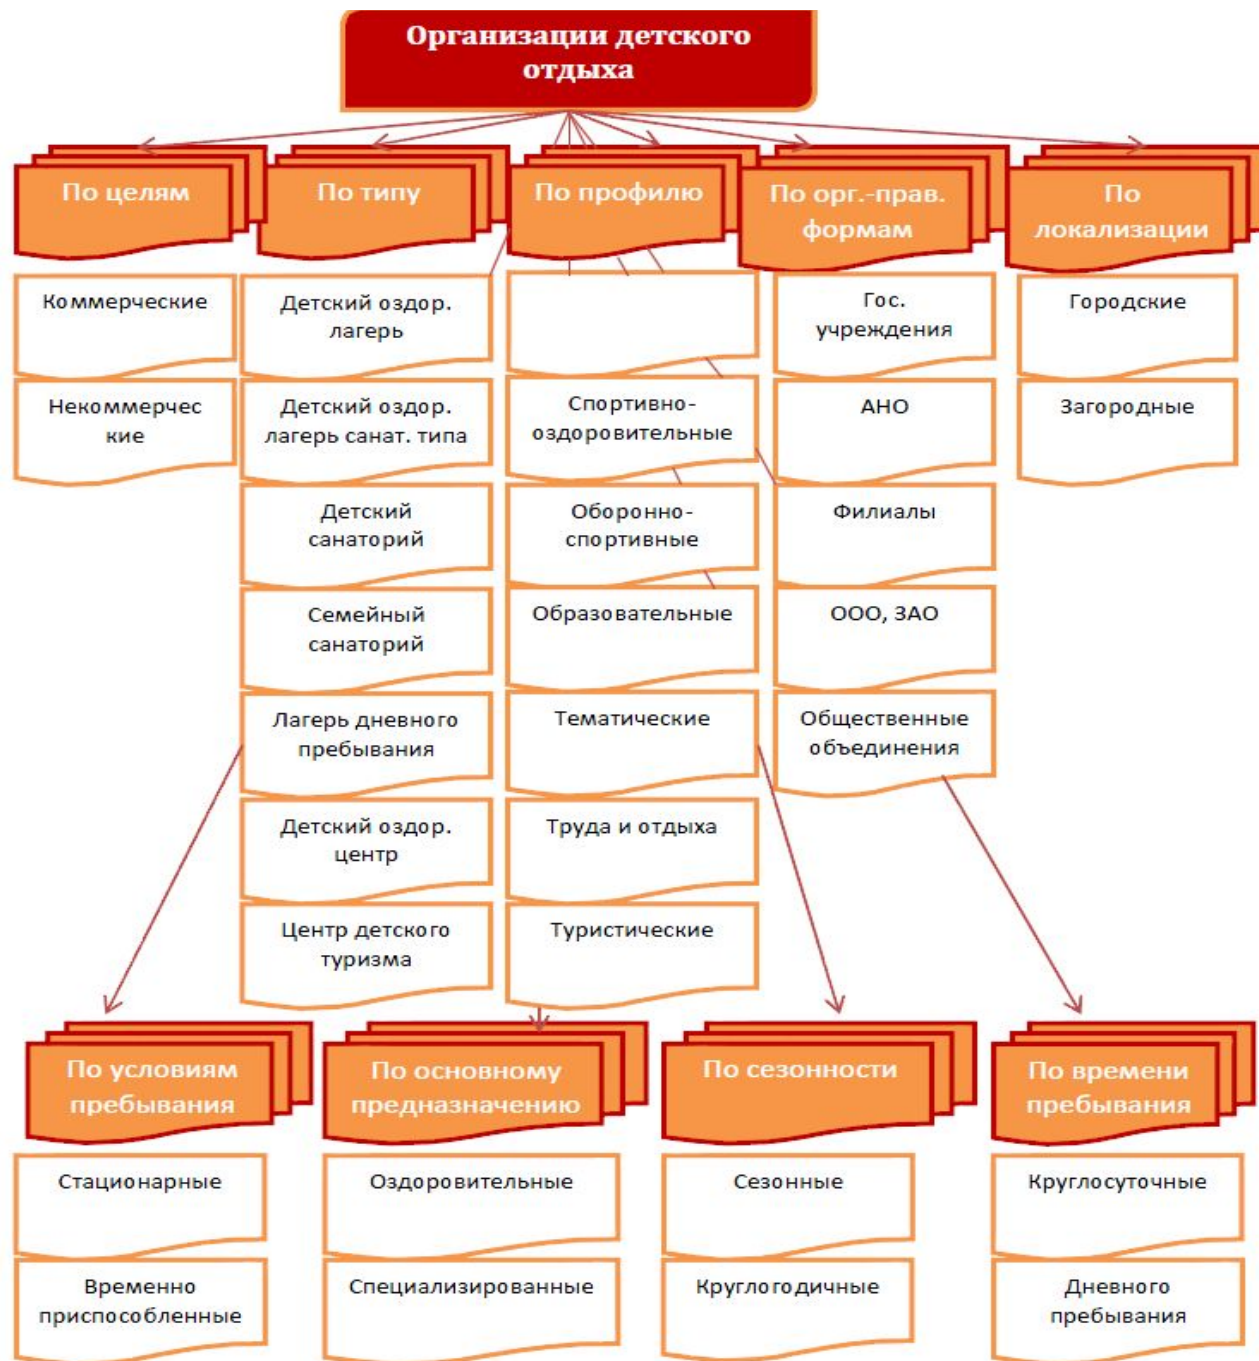 Организации детского
отдыха
По целям
Коммерческие
Некоммерчес
кие
По типу
Детский оздор.
лагерь
Детский оздор.
лагерь санат. типа
Детский
санаторий
Семейный
санаторий
Лагерь дневного
пребывания
Детский оздор.
центр
Центр детского
туризма
По профилю
Спортивно-
оздоровительные
Оборонно-
спортивные
Образовательные
Тематические
Труда и отдыха
Туристические
По орг.-прав.
формам
Гос.
учреждения
АНО
Филиалы
ООО, ЗАО
Общественные
объединения
По
локализации
Городские
Загородные
По условиям
пребывания
Стационарные
Временно
приспособленные
По основному
предназначению
Оздоровительные
Специализированные
По сезонности
Сезонные
Круглогодичные
По времени
пребывания
Круглосуточные
Дневного
пребывания